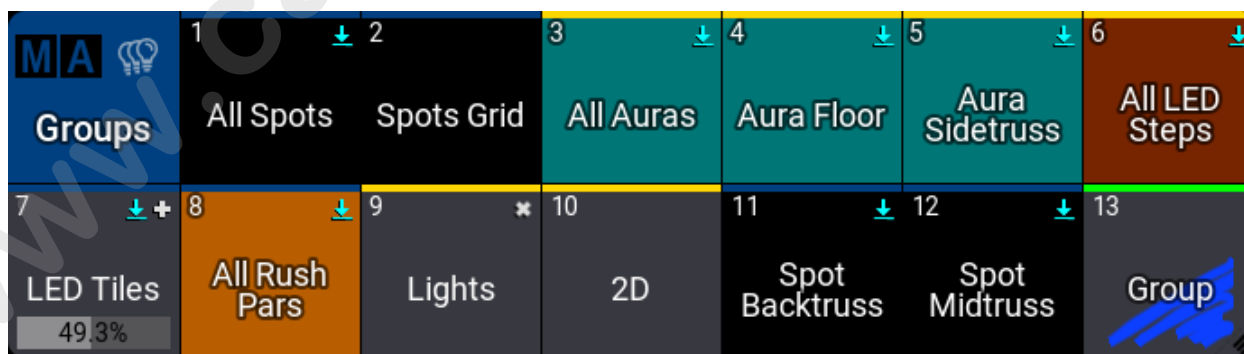 MA
Groups
1
All Spots
2
Spots Grid
3
All Auras
4
Aura Floor
5
Aura
Sidetruss
6
All LED
Steps
7
LED Tiles
49.3%
8
All Rush
Pars
9
Lights
10
2D
11
Spot
Backtruss
12
Spot
Midtruss
13
Group